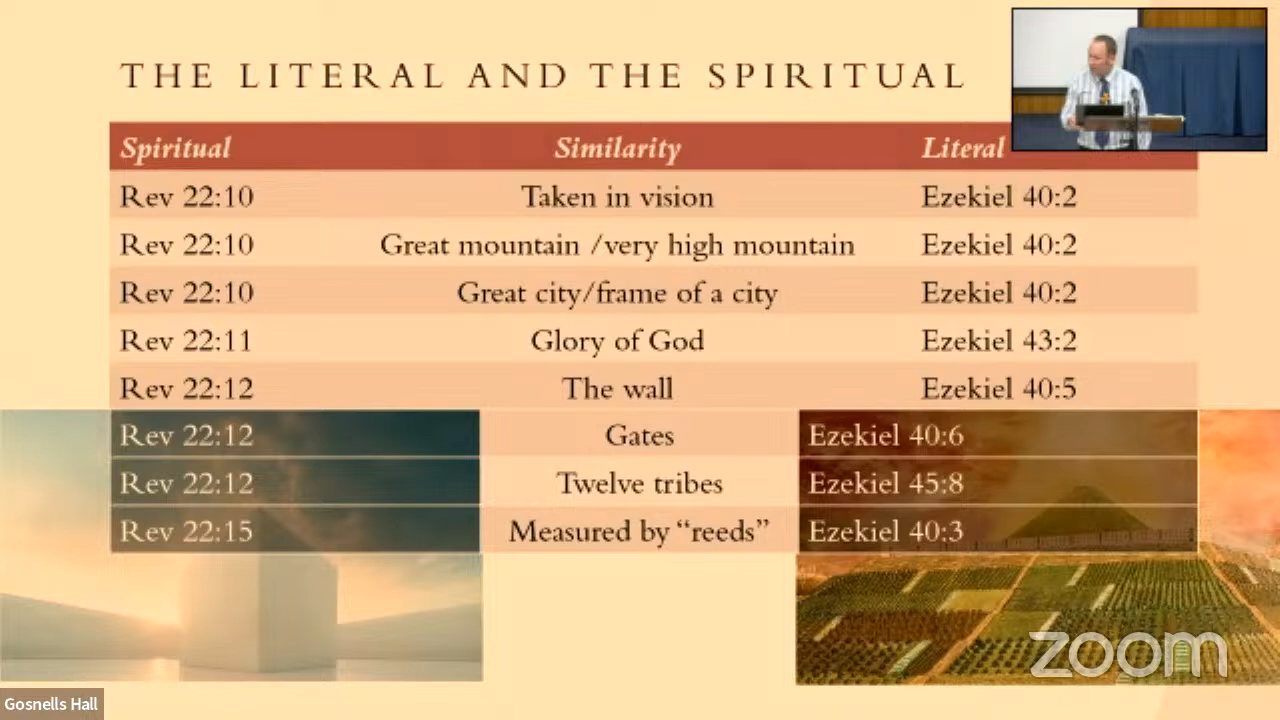 THE LITERAL AND THE SPIRITUAL
Spiritual Similarity Literal
Rev 22:10 Taken in vision Ezekiel 40:2
Rev 22:10 Great mountain /very high mountain Ezekiel 40:2
Rev 22:10 Great city/frame of a city Ezekiel 40:2
Rev 22:11 Glory of God Ezekiel 43:2
Rev 22:12 The wall Ezekiel 40:5
Rev 22:12 Gates Ezekiel 40:6
Rev 22:12 Twelve tribes Ezekiel 45:8
Rev 22:15 Measured by “reeds” Ezekiel 40:3
zoom
Gosnells Hall